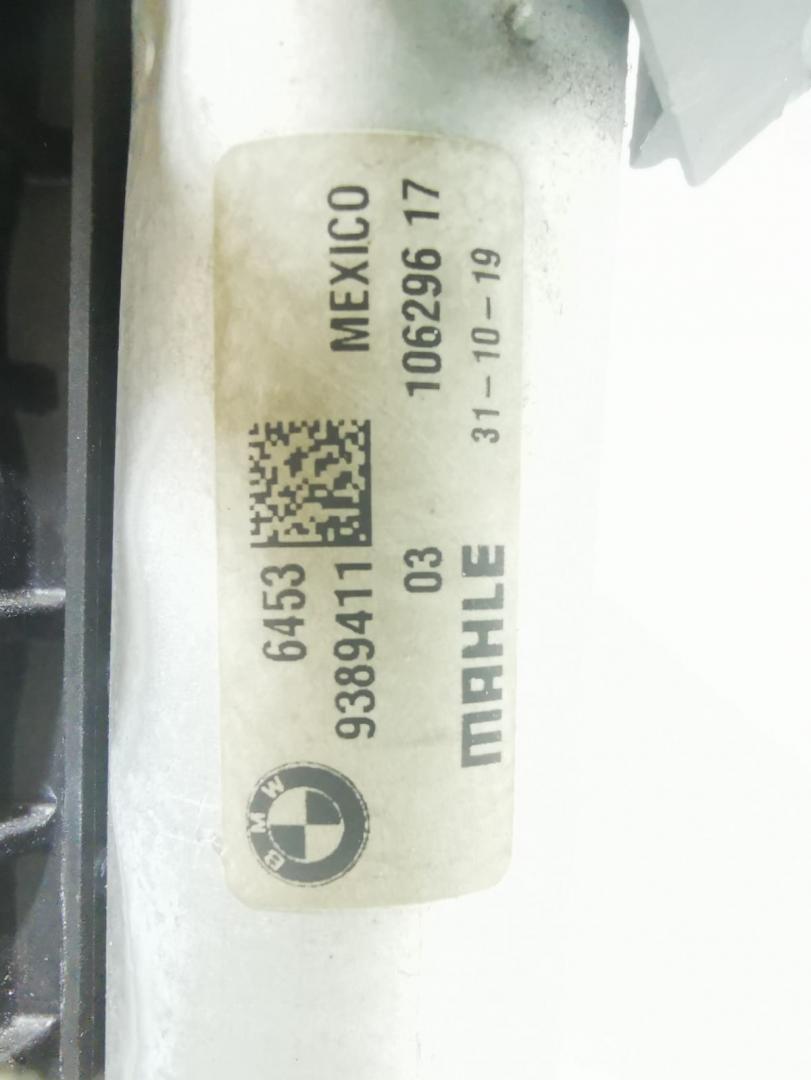 BMW
6453
9389411
MEXICO
03
106296 17
MAHLE
31-10-19